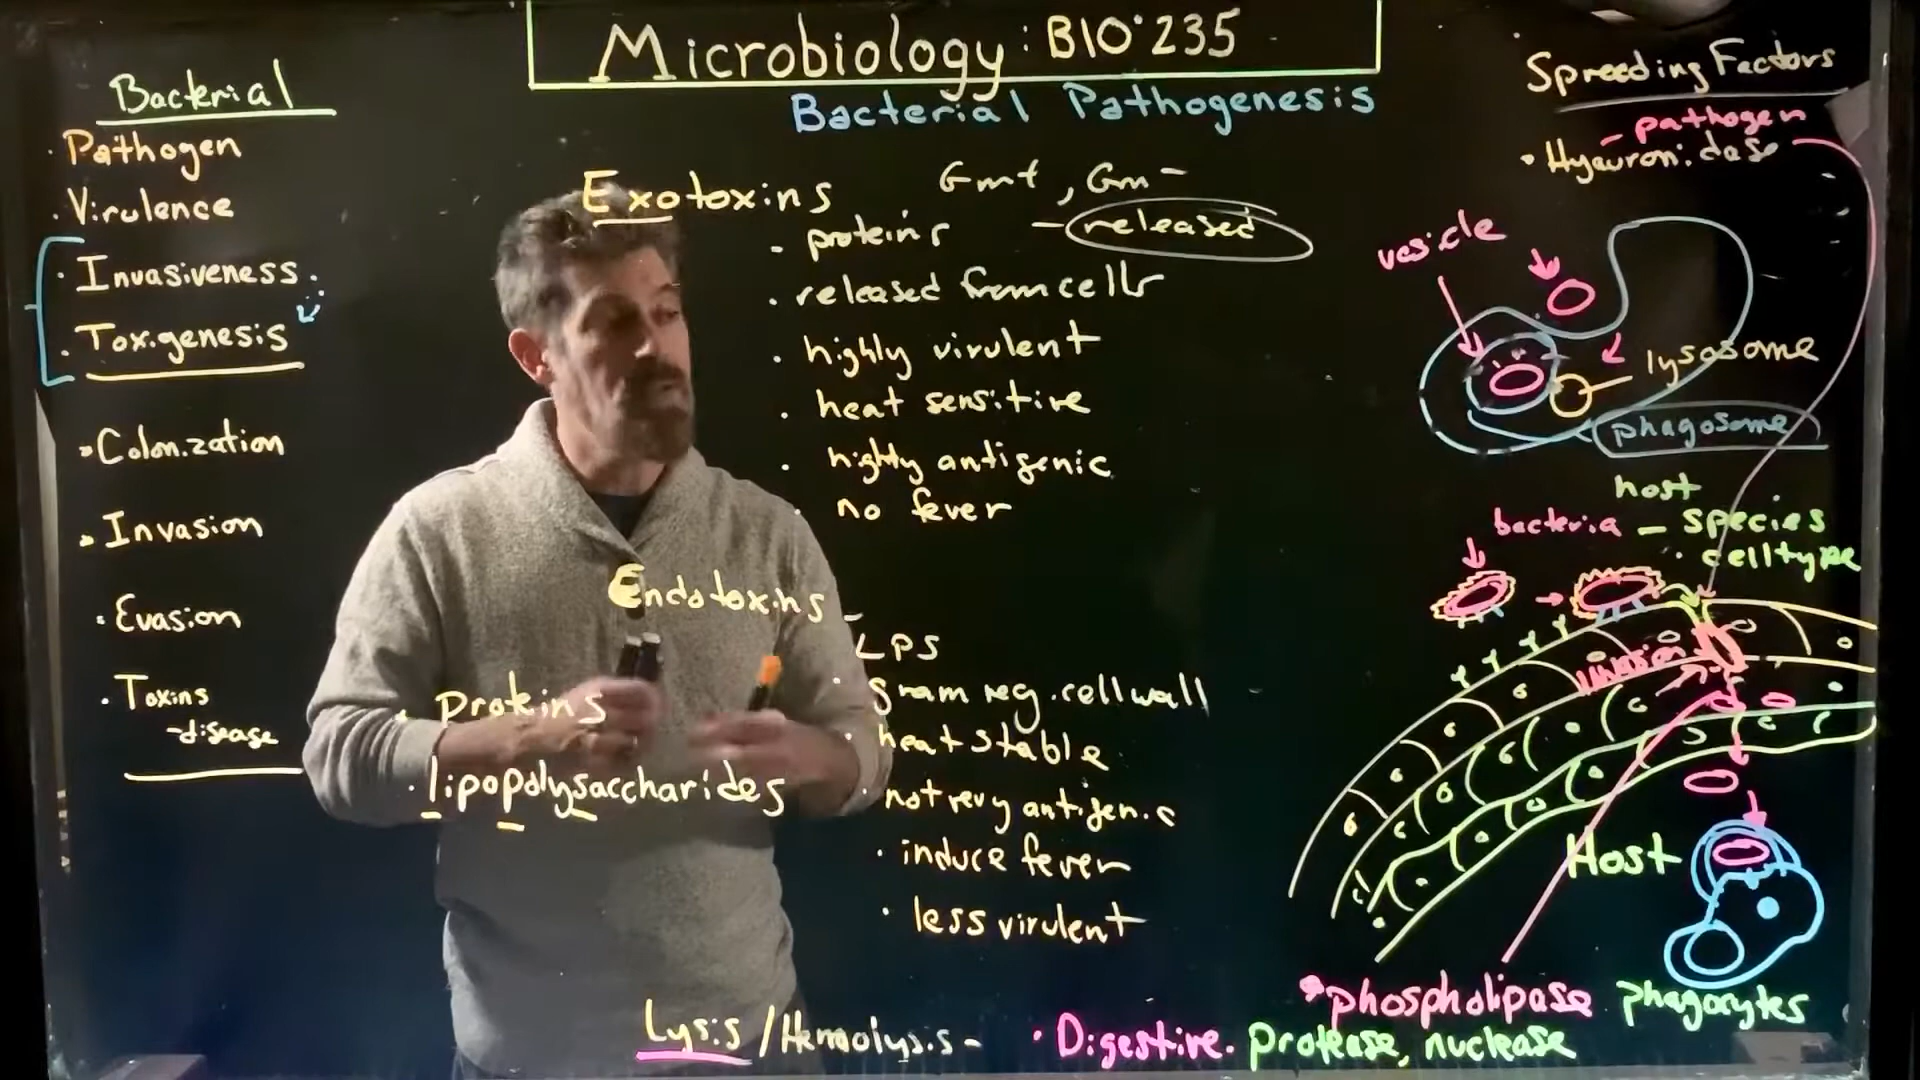 Microbiology: BIO 235
Bacterial Pathogenesis
Bacterial
· Pathogen
· Virulence
· Invasiveness
· Toxigenesis
Colonization
Invasion
· Evasion
· Toxins
- disease
Exotoxins Gm+, Gm-
- proteins - released
· released from cells
· highly virulent
· heat sensitive
· highly antigenic
· no fever
Endotoxins -
LPS
· gram neg. cell wall
· heat stable
· not very antigenic
· induce fever
· less virulent
· Proteins
· lipopolysaccharides
Lysis / Hemolysis -
· Digestive. protease, nuclease
Spreeding Factors
- pathogen
· Hyauronidase
vesicle
lysosome
phagosome
host
bacteria - species
· celltype
Invasion
Host
phospholipase phagocytes